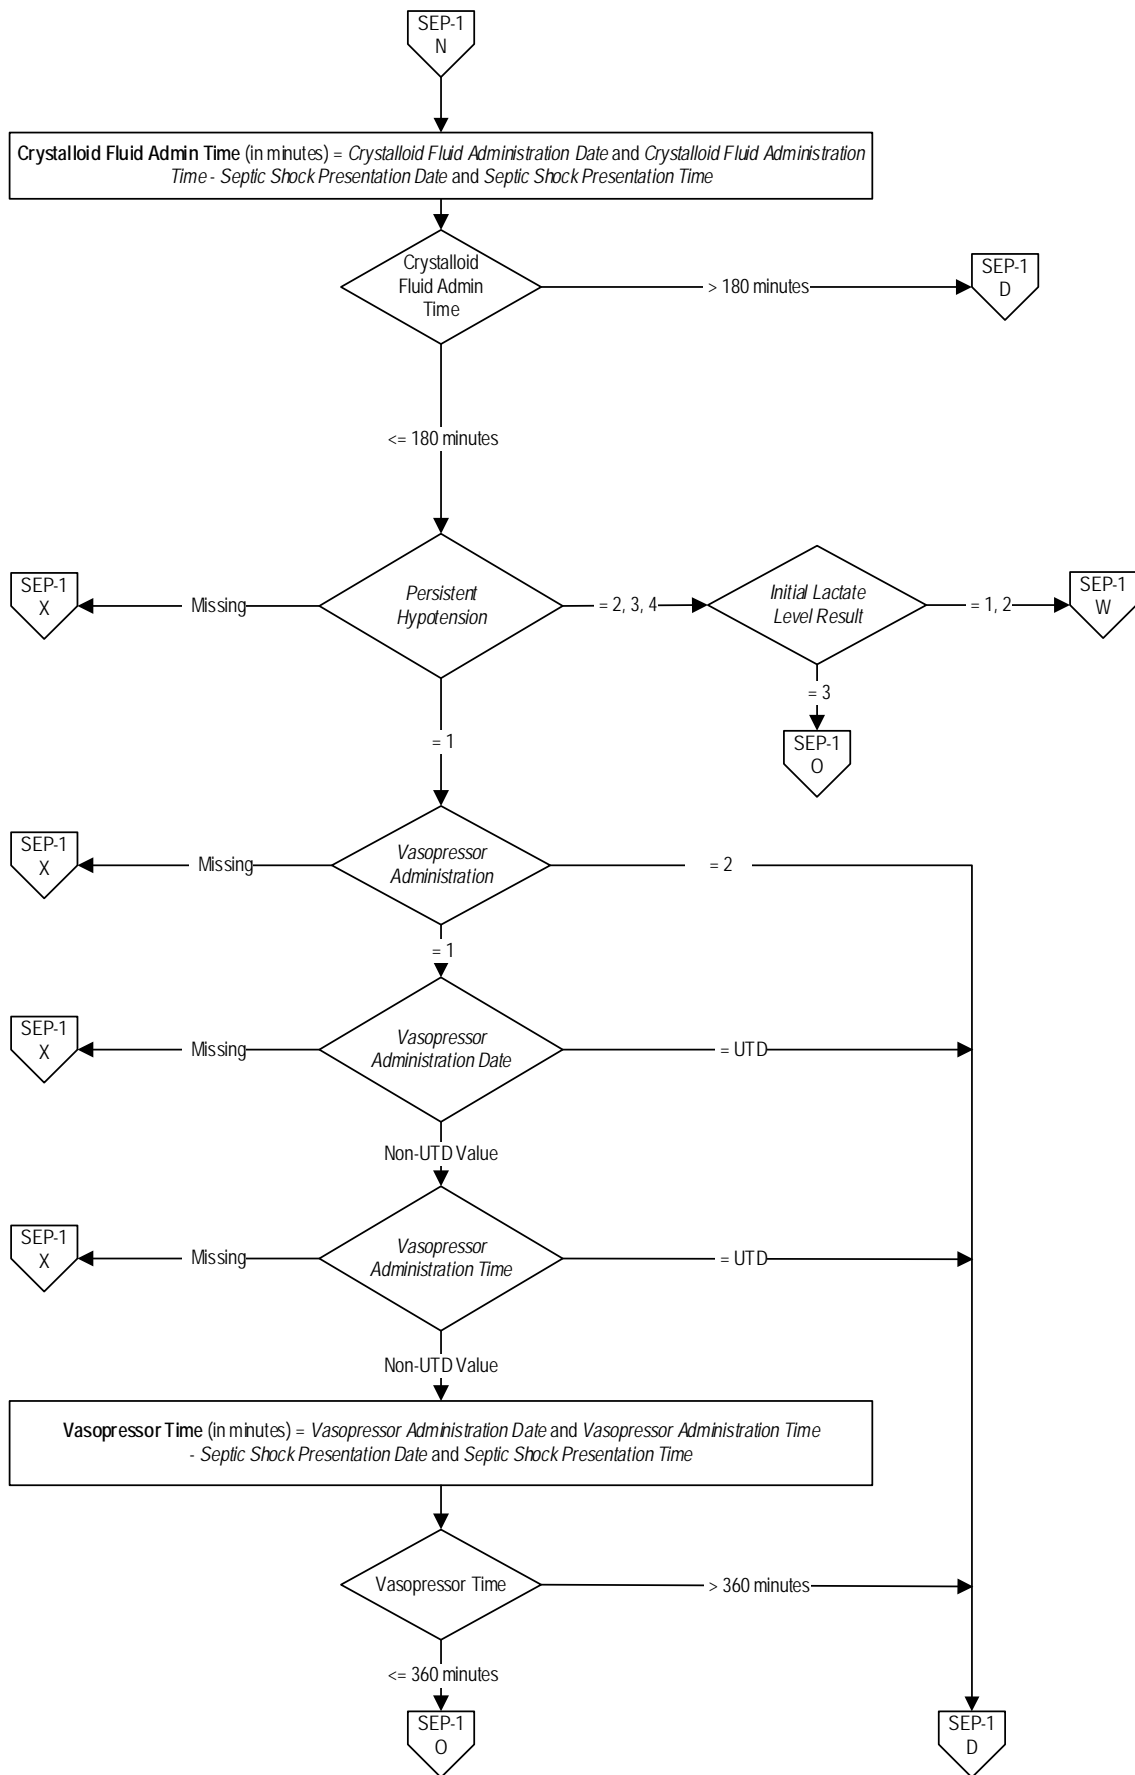 SEP-1
N
Crystalloid Fluid Admin Time (in minutes) = Crystalloid Fluid Administration Date and Crystalloid Fluid Administration
Time - Septic Shock Presentation Date and Septic Shock Presentation Time
Crystalloid
Fluid Admin
Time
> 180 minutes
SEP-1
D
<= 180 minutes
SEP-1
X
Missing
Persistent
Hypotension
= 2, 3, 4
Initial Lactate
Level Result
= 1, 2
SEP-1
W
= 3
SEP-1
O
= 1
SEP-1
X
Missing
Vasopressor
Administration
= 2
= 1
SEP-1
X
Missing
Vasopressor
Administration Date
= UTD
Non-UTD Value
SEP-1
X
Missing
Vasopressor
Administration Time
= UTD
Non-UTD Value
Vasopressor Time (in minutes) = Vasopressor Administration Date and Vasopressor Administration Time
- Septic Shock Presentation Date and Septic Shock Presentation Time
Vasopressor Time
> 360 minutes
<= 360 minutes
SEP-1
O
SEP-1
D